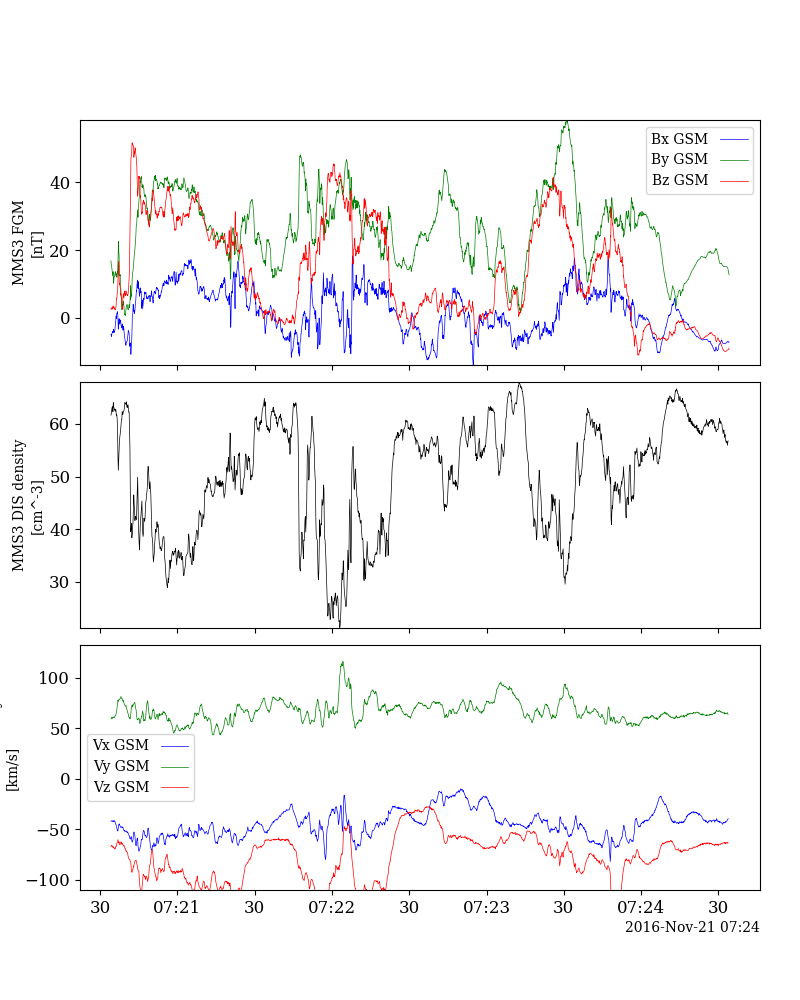 MMS3 FGM
[nT]
40
20
0
Bx GSM
By GSM
Bz GSM
MMS3 DIS density
[cm^-3]
60
50
40
30
[km/s]
100
50
0
−50
−100
Vx GSM
Vy GSM
Vz GSM
30 07:21 30 07:22 30 07:23 30 07:24 30
2016-Nov-21 07:24